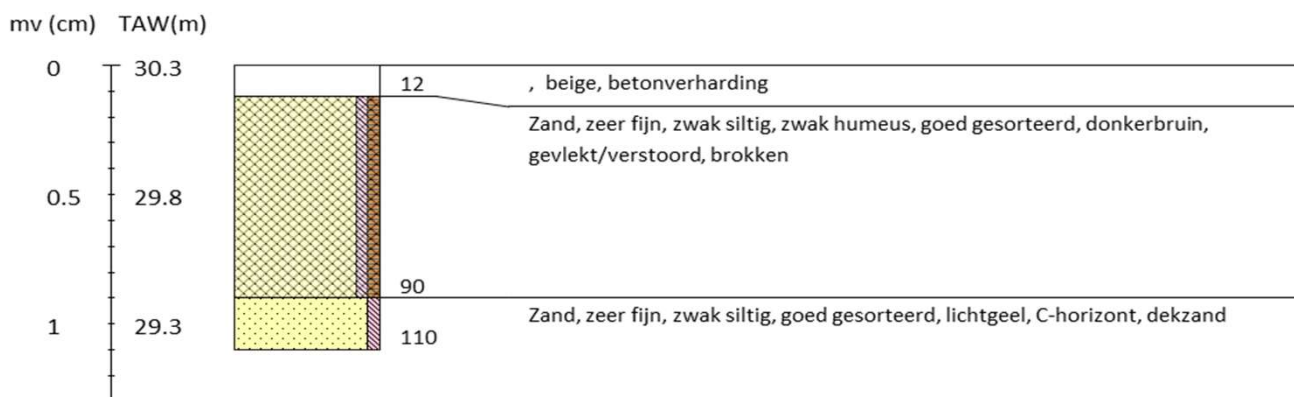 mv (cm) TAW(m)
0 30.3
12 , beige, betonverharding
Zand, zeer fijn, zwak siltig, zwak humeus, goed gesorteerd, donkerbruin,
gevlekt/verstoord, brokken
0.5 29.8
90
Zand, zeer fijn, zwak siltig, goed gesorteerd, lichtgeel, C-horizont, dekzand
1 29.3
110